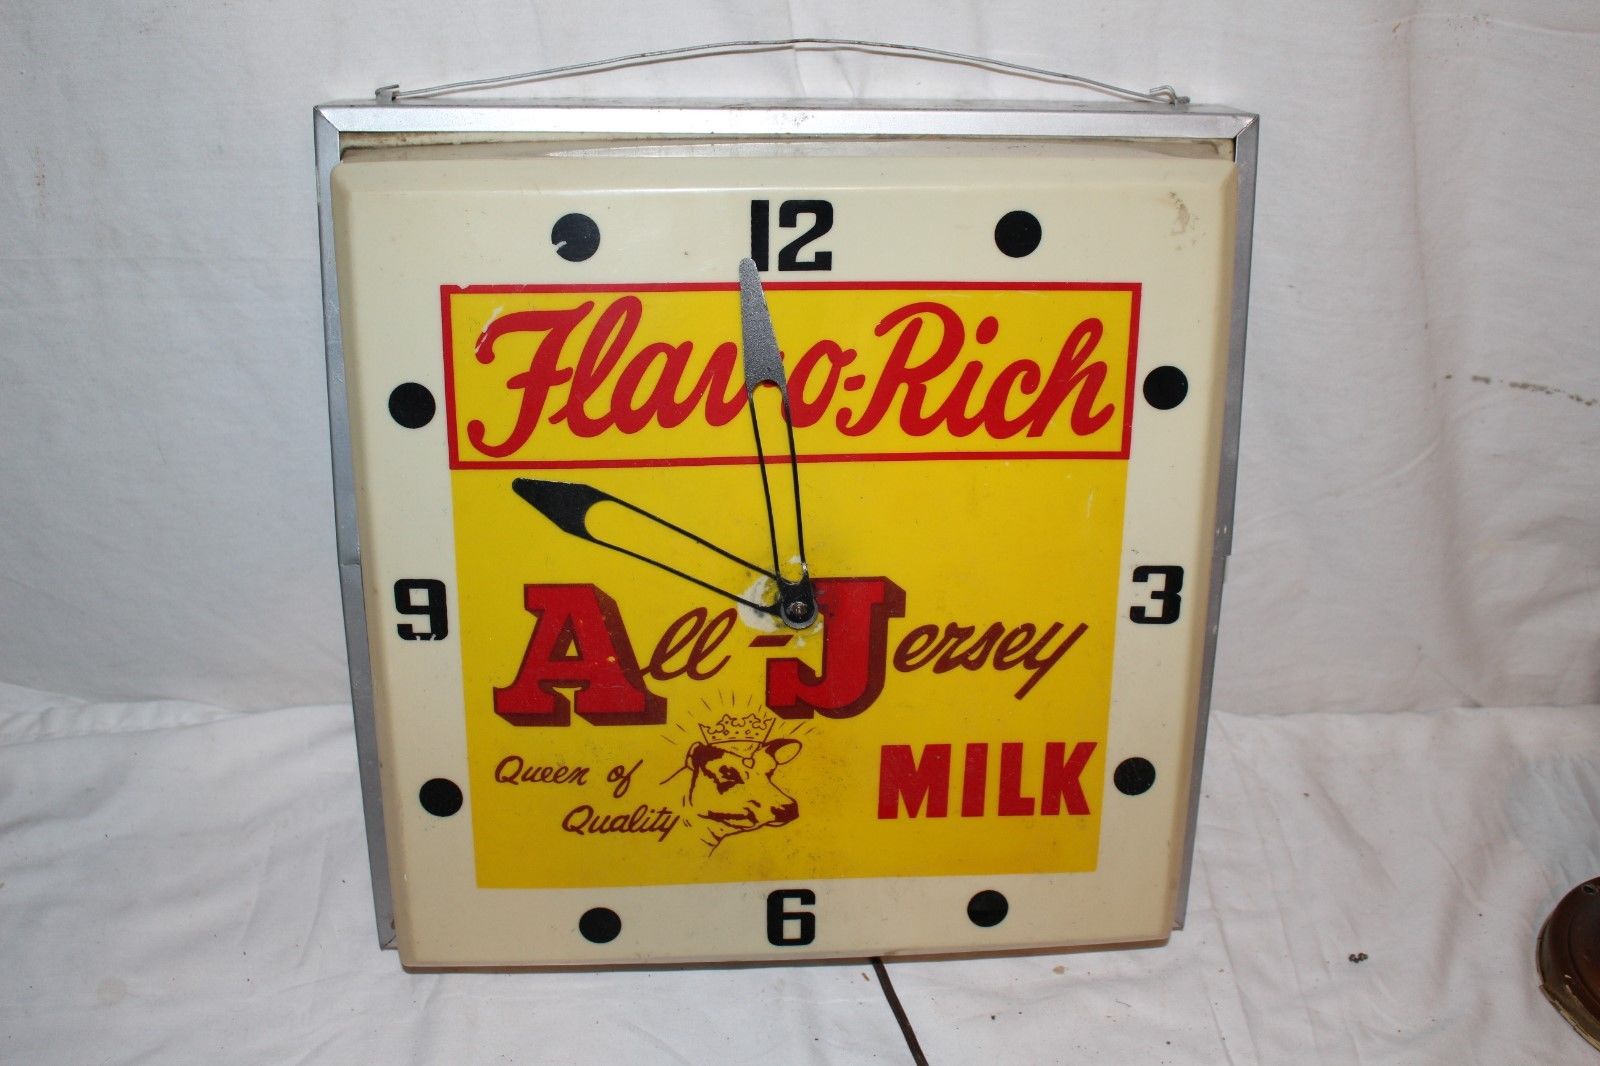 12
Flavo-Rich
9
3
All-Jersey
Queen of
Quality
MILK
6